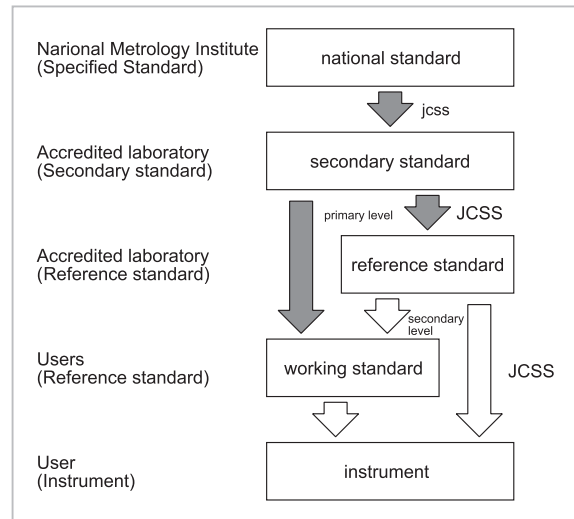 Narional Metrology Institute
(Specified Standard)
national standard
jcss
Accredited laboratory
(Secondary standard)
secondary standard
primary level
JCSS
Accredited laboratory
(Reference standard)
reference standard
secondary
level
Users
(Reference standard)
working standard
JCSS
User
(Instrument)
instrument